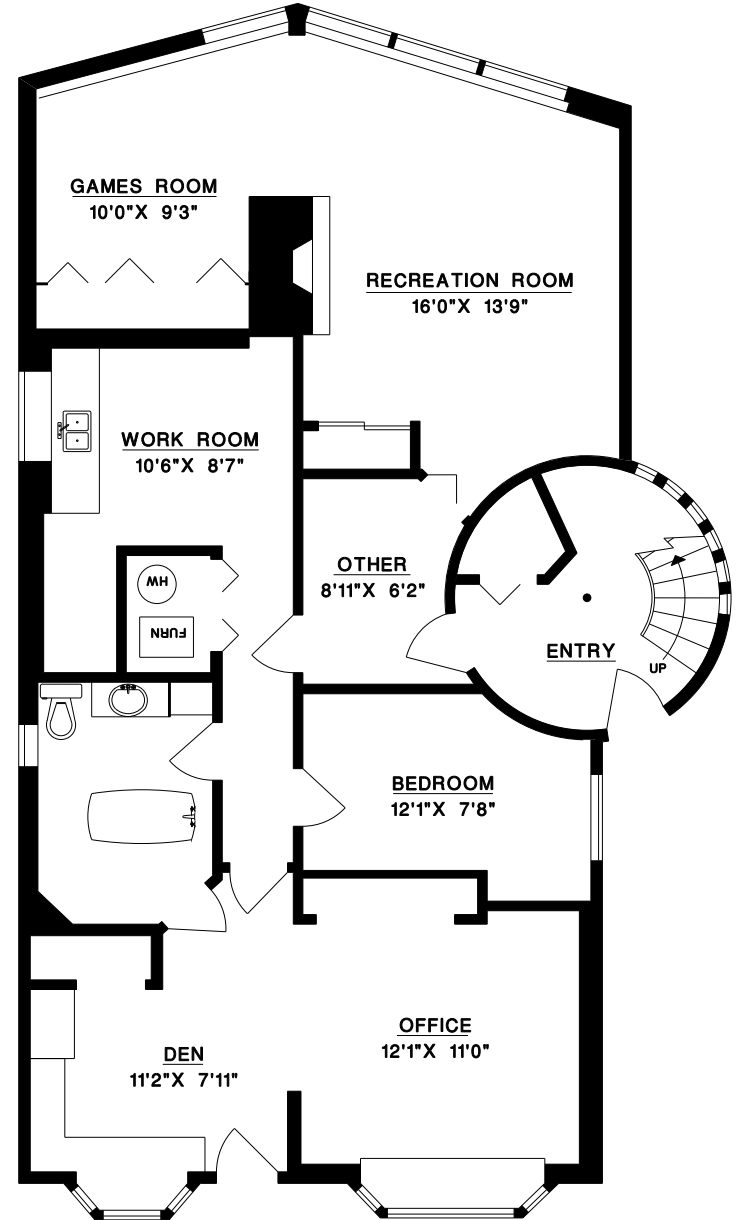 GAMES ROOM
10'0"X 9'3"
RECREATION ROOM
16'0"X 13'9"
WORK ROOM
10'6"X 8'7"
OTHER
8'11"X 6'2"
HW
FURN
ENTRY
UP
BEDROOM
12'1"X 7'8"
OFFICE
12'1"X 11'0"
DEN
11'2"X 7'11"